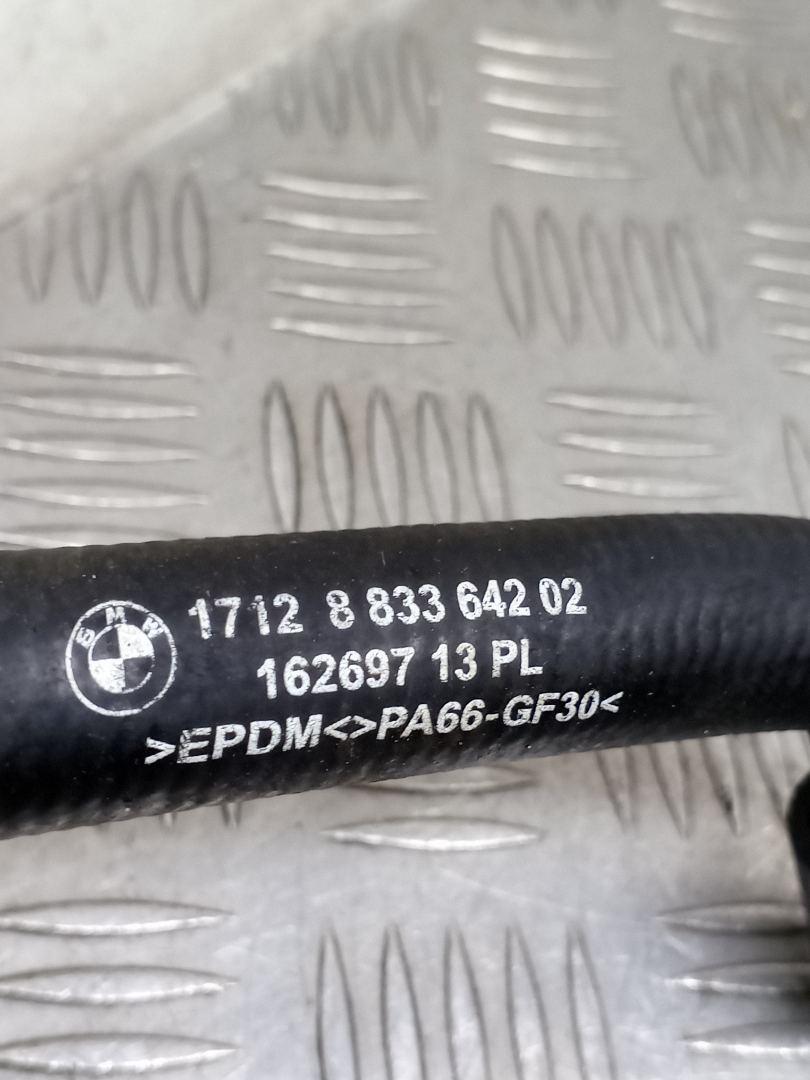 BMW
1712 8 833 642 02
162697 13 PL
>EPDM<>PA66-GF30<